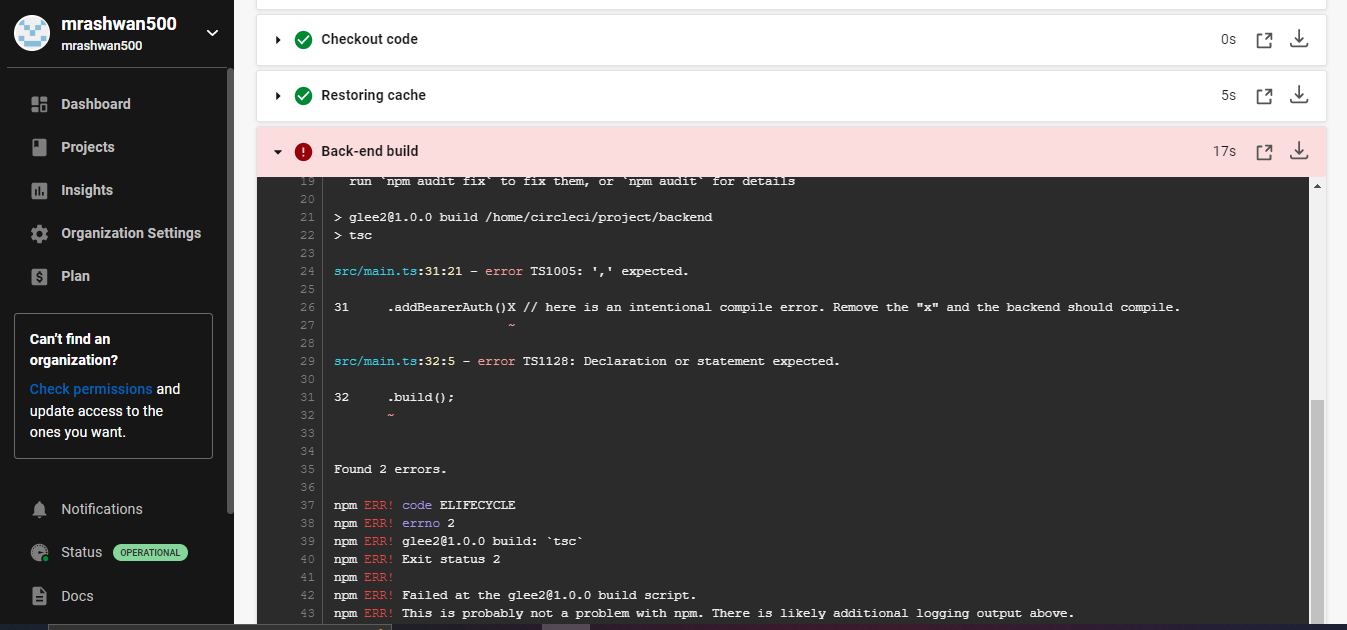 mrashwan500
mrashwan500
Dashboard
Projects
Insights
Organization Settings
Plan
Can't find an
organization?
Check permissions and
update access to the
ones you want.
Notifications
Status OPERATIONAL
Docs
Checkout code 0s
Restoring cache 5s
Back-end build 17s
19 run `npm audit fix` to fix them, or `npm audit` for details
20
21 > glee2@1.0.0 build /home/circleci/project/backend
22 > tsc
23
24 src/main.ts:31:21 - error TS1005: ',' expected.
25
26 31 .addBearerAuth()X // here is an intentional compile error. Remove the "x" and the backend should compile.
27 ~
28
29 src/main.ts:32:5 - error TS1128: Declaration or statement expected.
30
31 32 .build();
32 ~
33
34
35 Found 2 errors.
36
37 npm ERR! code ELIFECYCLE
38 npm ERR! errno 2
39 npm ERR! glee2@1.0.0 build: `tsc`
40 npm ERR! Exit status 2
41 npm ERR!
42 npm ERR! Failed at the glee2@1.0.0 build script.
43 npm ERR! This is probably not a problem with npm. There is likely additional logging output above.